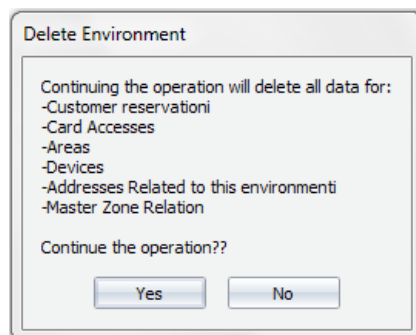 Delete Environment
Continuing the operation will delete all data for:
-Customer reservationi
-Card Accesses
-Areas
-Devices
-Addresses Related to this environmenti
-Master Zone Relation
Continue the operation??
Yes No